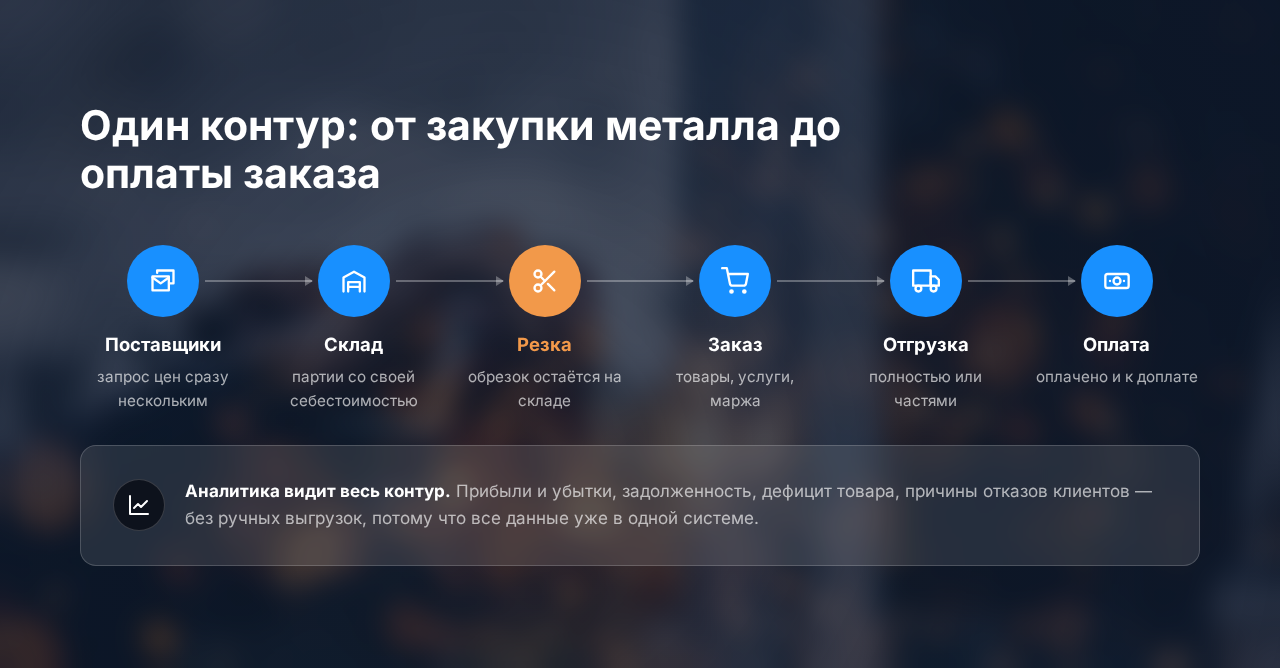 Один контур: от закупки металла до
оплаты заказа
Поставщики
запрос цен сразу
нескольким
Склад
партии со своей
себестоимостью
Резка
обрезок остаётся на
складе
Заказ
товары, услуги,
маржа
Отгрузка
полностью или
частями
Оплата
оплачено и к доплате
Аналитика видит весь контур. Прибыли и убытки, задолженность, дефицит товара, причины отказов клиентов —
без ручных выгрузок, потому что все данные уже в одной системе.